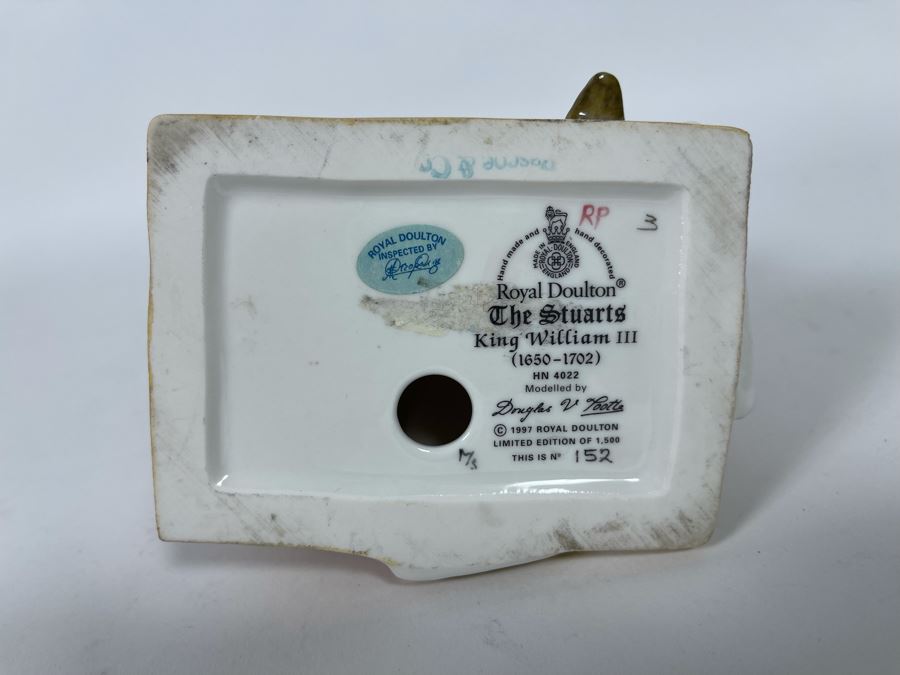 RP
3
Hand made and hand decorated
MADE IN ENGLAND
ROYAL DOULTON
ENGLAND
Royal Doulton®
The Stuarts
King William III
(1650-1702)
HN 4022
Modelled by
Douglas V Tootle
© 1997 ROYAL DOULTON
LIMITED EDITION OF 1,500
THIS IS Nº 152
ROYAL DOULTON
INSPECTED BY